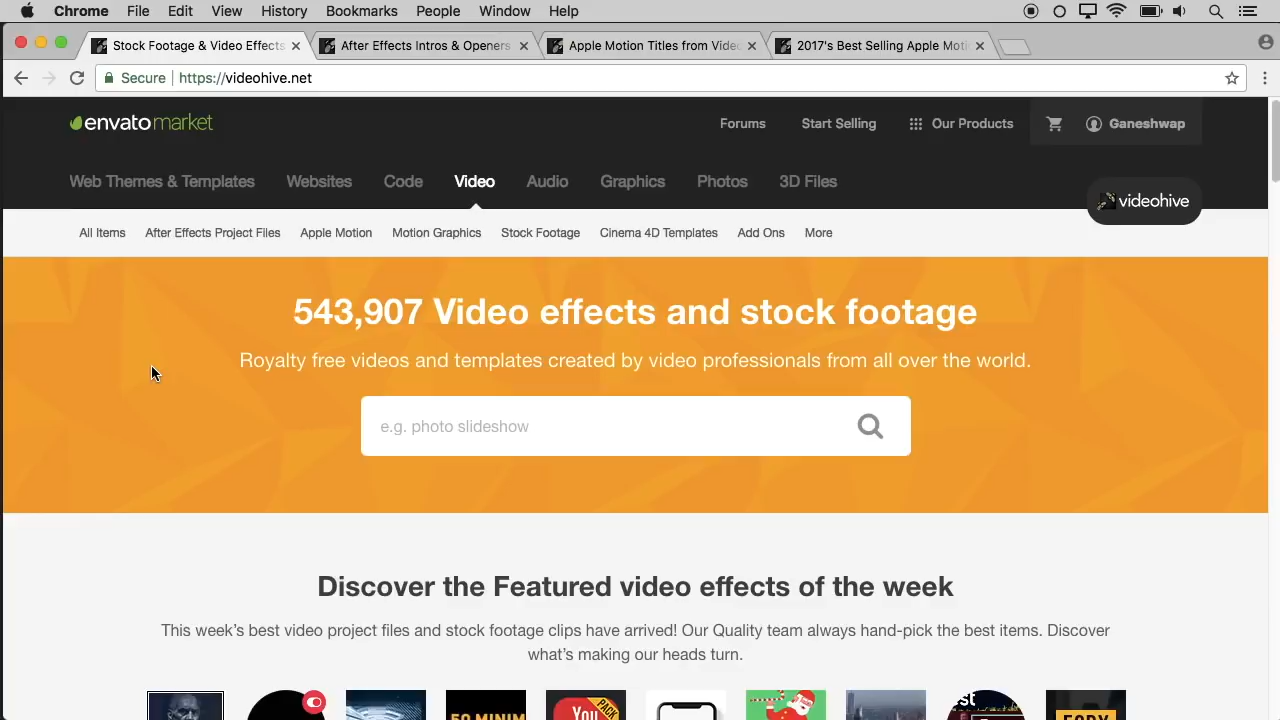 Chrome File Edit View History Bookmarks People Window Help
Stock Footage & Video Effects
After Effects Intros & Openers
Apple Motion Titles from Vide
2017's Best Selling Apple Moti
Secure https://videohive.net
envatomarket
Forums Start Selling Our Products Ganeshwap
Web Themes & Templates Websites Code Video Audio Graphics Photos 3D Files
videohive
All Items After Effects Project Files Apple Motion Motion Graphics Stock Footage Cinema 4D Templates Add Ons More
543,907 Video effects and stock footage
Royalty free videos and templates created by video professionals from all over the world.
e.g. photo slideshow
Discover the Featured video effects of the week
This week's best video project files and stock footage clips have arrived! Our Quality team always hand-pick the best items. Discover
what's making our heads turn.
50 MINIM
You
PACK